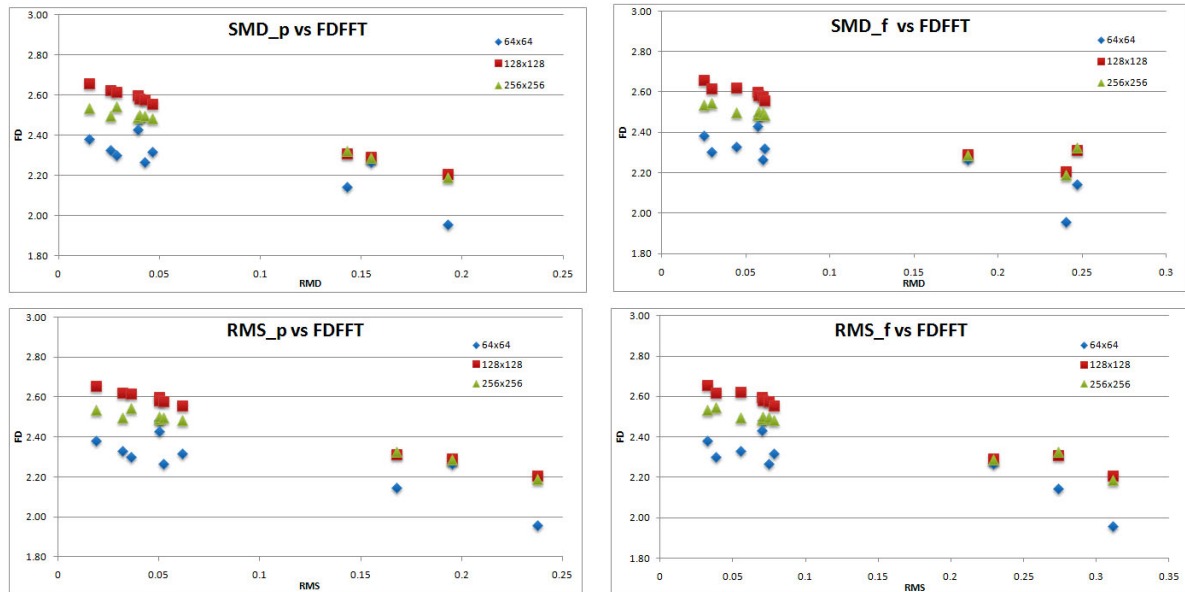 SMD_p vs FDFFT
3.00
2.80
2.60
2.40
2.20
2.00
1.80
FD
64x64
128x128
256x256
0 0.05 0.1 0.15 0.2 0.25
RMD
SMD_f vs FDFFT
3.00
2.80
2.60
2.40
2.20
2.00
1.80
FD
64x64
128x128
256x256
0 0.05 0.1 0.15 0.2 0.25 0.3
RMD
RMS_p vs FDFFT
3.00
2.80
2.60
2.40
2.20
2.00
1.80
FD
64x64
128x128
256x256
0 0.05 0.1 0.15 0.2 0.25
RMS
RMS_f vs FDFFT
3.00
2.80
2.60
2.40
2.20
2.00
1.80
FD
64x64
128x128
256x256
0 0.05 0.1 0.15 0.2 0.25 0.3 0.35
RMS